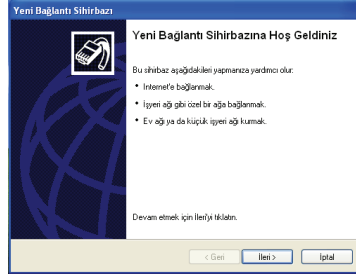 Yeni Bağlantı Sihirbazı
Yeni Bağlantı Sihirbazına Hoş Geldiniz
Bu sihirbaz aşağıdakileri yapmanıza yardımcı olur:
• Internet'e bağlanmak.
• İşyeri ağı gibi özel bir ağa bağlanmak.
• Ev ağı ya da küçük işyeri ağı kurmak.
Devam etmek için İleri'yi tıklatın.
< Geri İleri > İptal